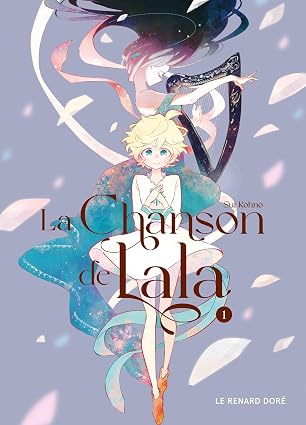 Sui Kohno
La Chanson
de Lala
1
LE RENARD DORÉ